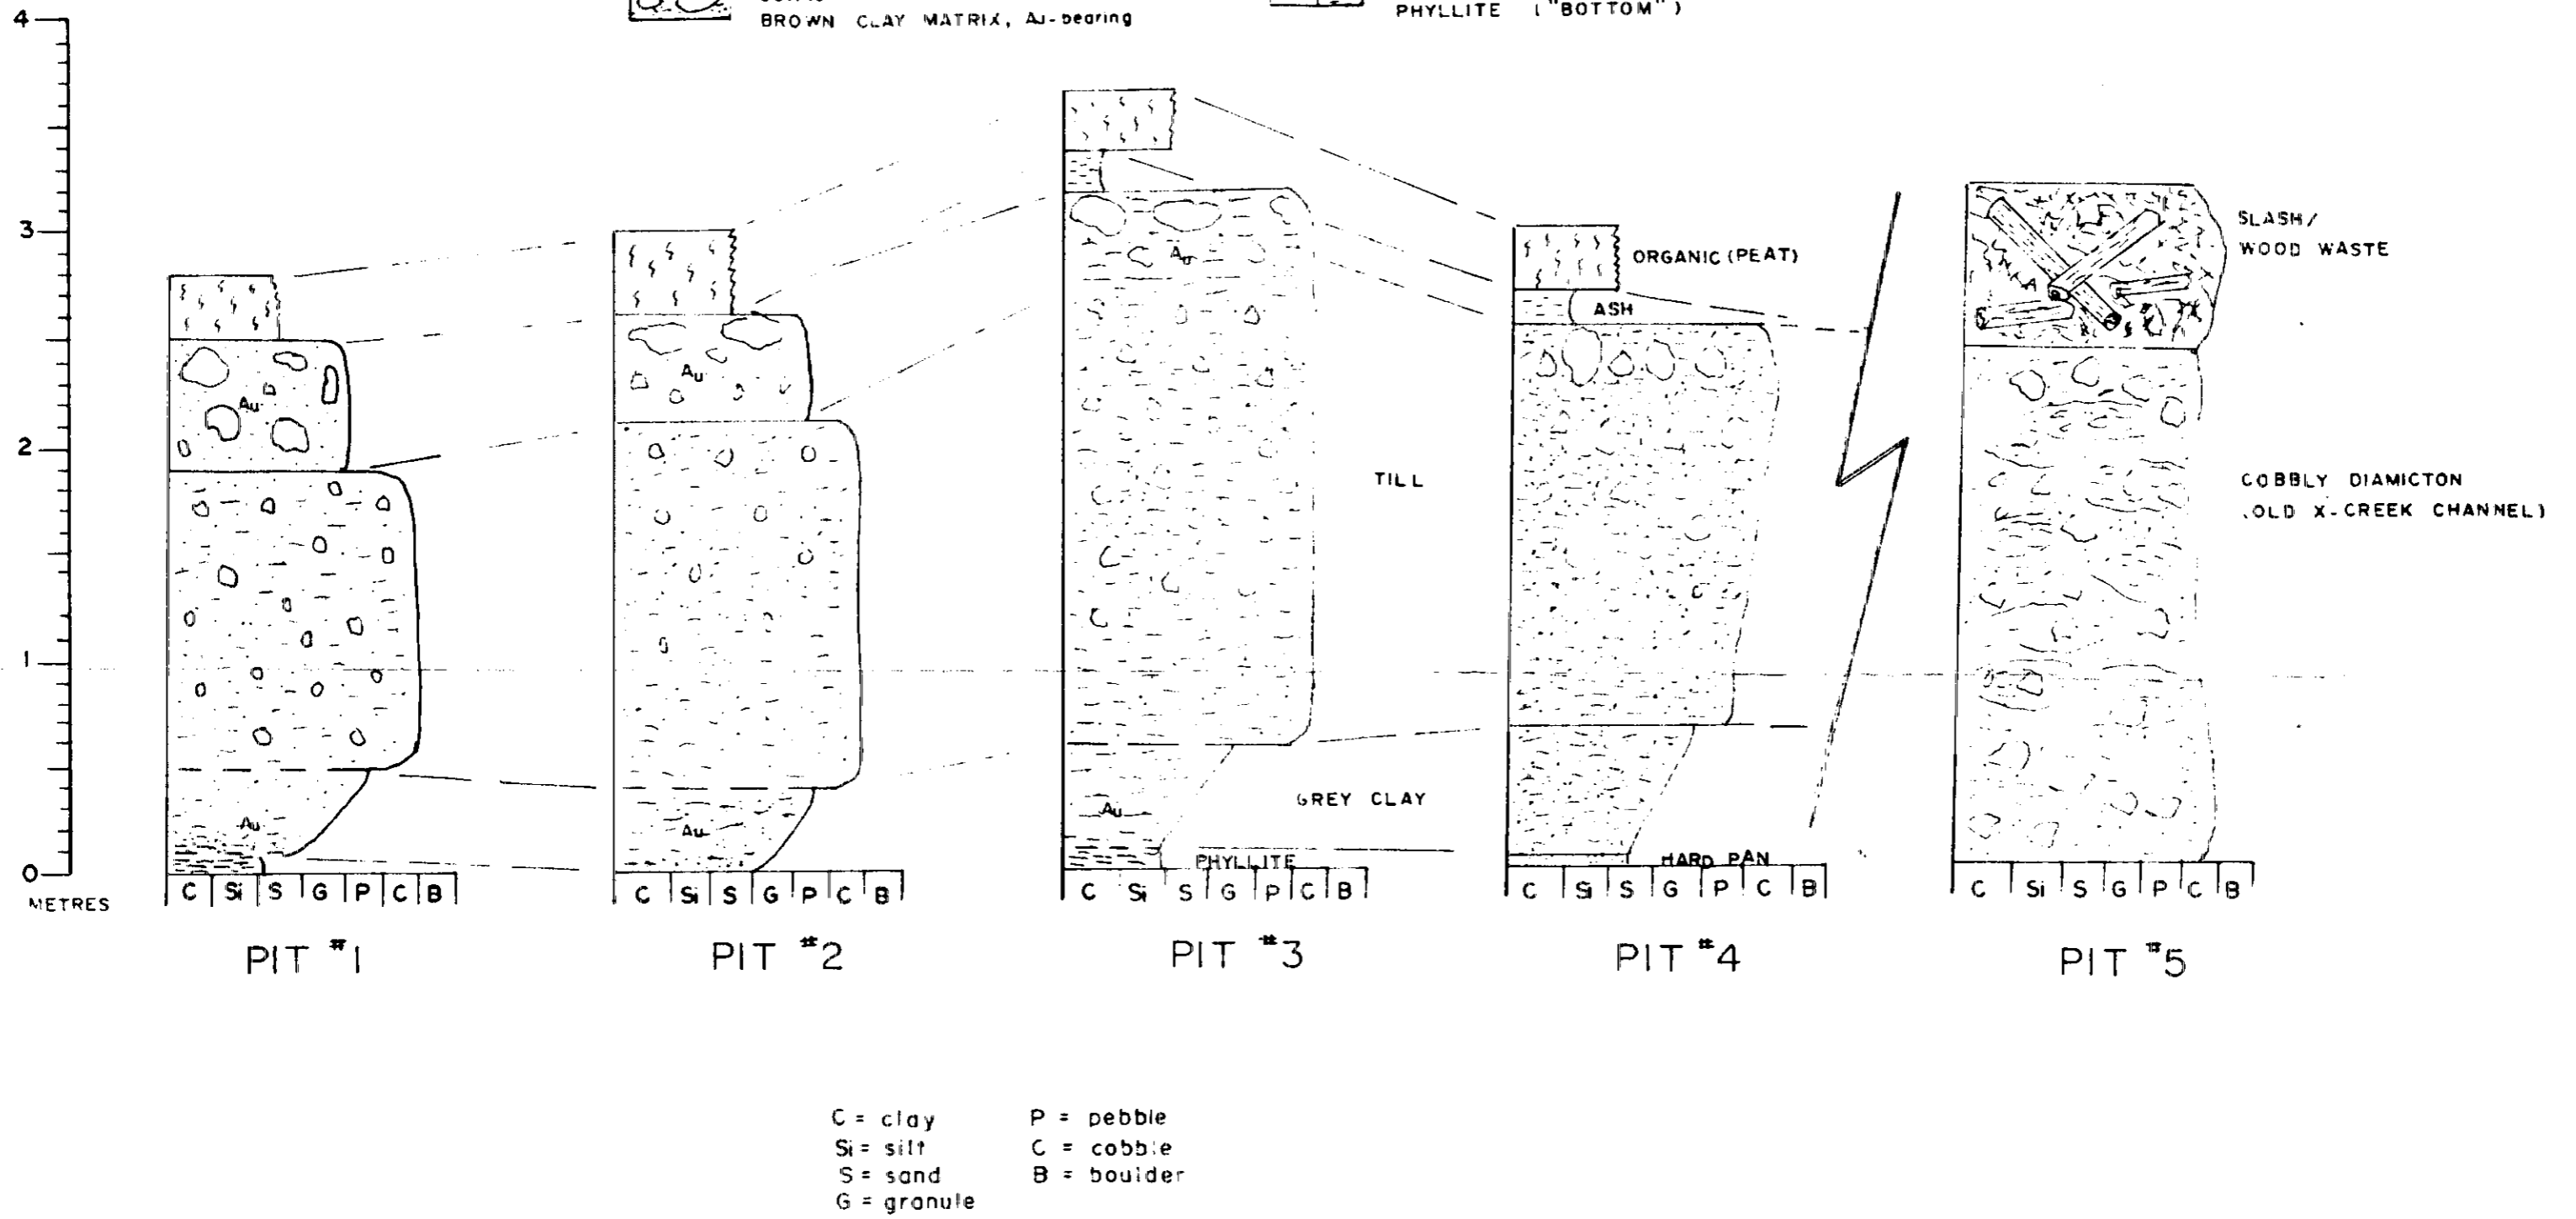 4
BROWN CLAY MATRIX, Au-bearing
PHYLLITE ("BOTTOM")
3
2
1
0
METRES
Au
Au
Au
Au
Au
Au
ORGANIC (PEAT)
ASH
TILL
GREY CLAY
PHYLLITE
HARD PAN
SLASH/
WOOD WASTE
COBBLY DIAMICTON
(OLD X-CREEK CHANNEL)
C Si S G P C B
C Si S G P C B
C Si S G P C B
C Si S G P C B
C Si S G P C B
PIT #1
PIT #2
PIT #3
PIT #4
PIT #5
C = clay
Si = silt
S = sand
G = granule
P = pebble
C = cobble
B = boulder